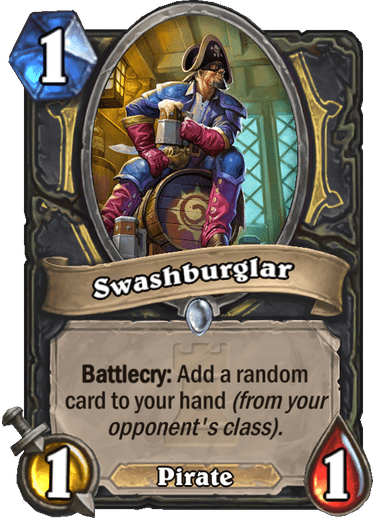 1
Swashburglar
Battlecry: Add a random
card to your hand (from your
opponent's class).
1
Pirate
1